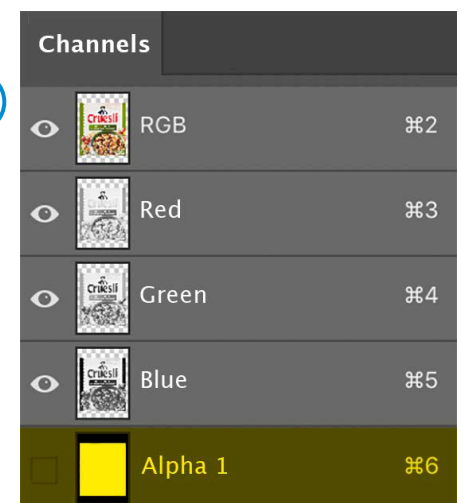 Channels
RGB ⌘2
Red ⌘3
Green ⌘4
Blue ⌘5
Alpha 1 ⌘6